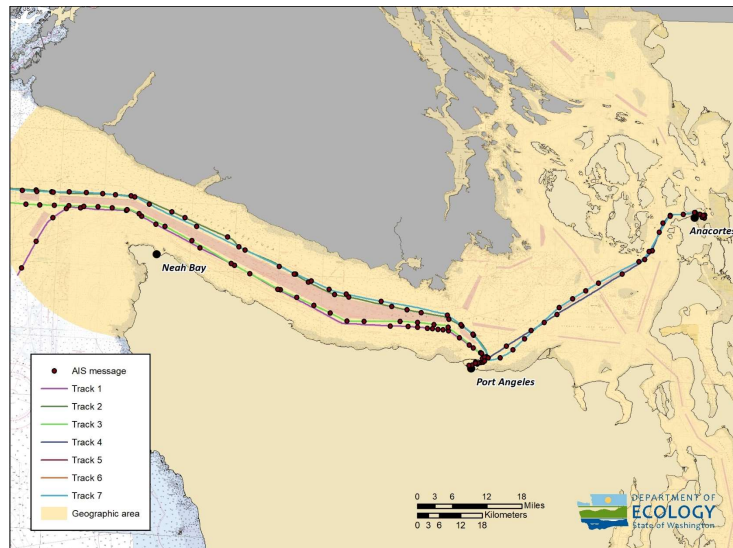 Neah Bay
Anacortes
Port Angeles
AIS message
Track 1
Track 2
Track 3
Track 4
Track 5
Track 6
Track 7
Geographic area
0 3 6 12 18
Miles
Kilometers
0 3 6 12 18
DEPARTMENT OF
ECOLOGY
State of Washington